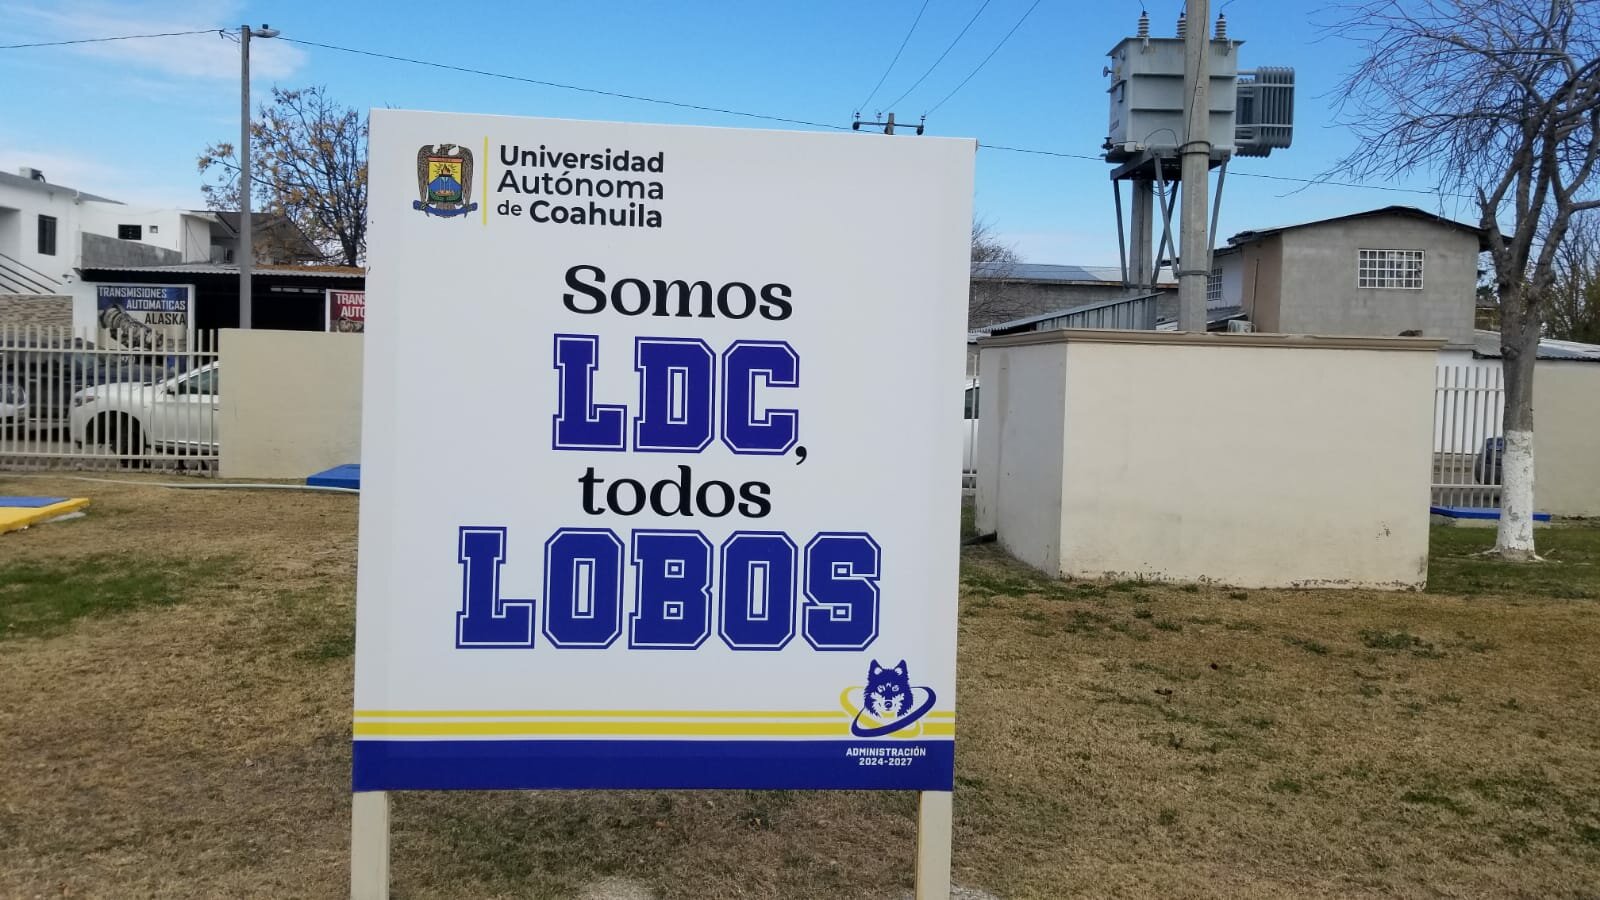 Universidad
Autónoma
de Coahuila
Somos
LDC,
todos
LOBOS
ADMINISTRACIÓN
2024-2027
TRANSMISIONES
AUTOMATICAS
ALASKA